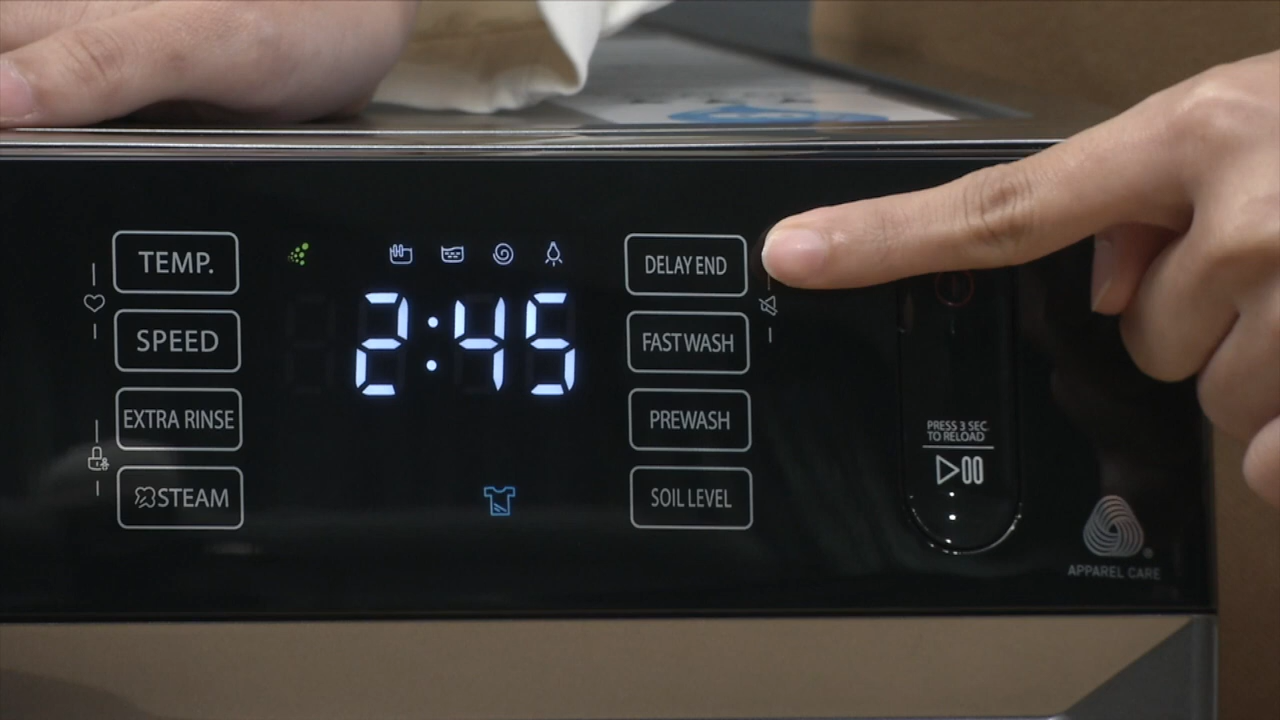 TEMP.
SPEED
EXTRA RINSE
STEAM
2:45
DELAY END
FAST WASH
PREWASH
SOIL LEVEL
PRESS 3 SEC.
TO RELOAD
APPAREL CARE